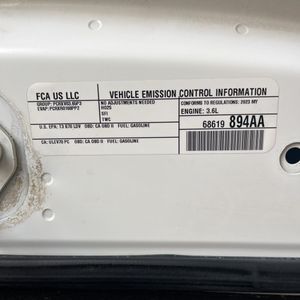 FCA US LLC
VEHICLE EMISSION CONTROL INFORMATION
NO ADJUSTMENTS NEEDED
HO2S
SFI
TWC
CONFORMS TO REGULATIONS: 2023 MY
ENGINE: 3.6L
U.S. EPA: T3 B70 LDV OBD: CA OBD II FUEL: GASOLINE
CA: ULEV70 PC OBD: CA OBD II FUEL: GASOLINE
68619 894AA